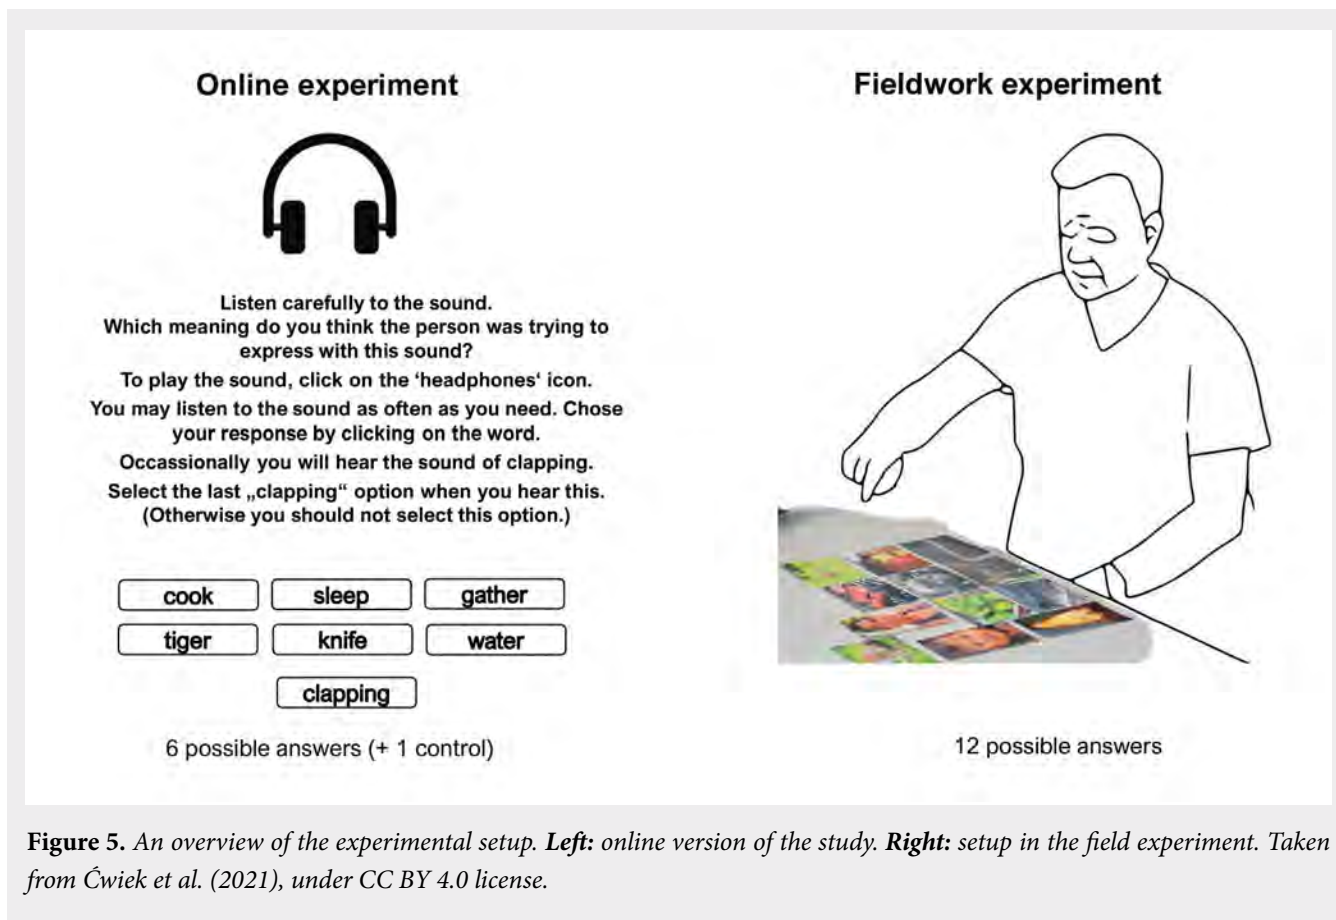 Online experiment
Listen carefully to the sound.
Which meaning do you think the person was trying to
express with this sound?
To play the sound, click on the ‘headphones‘ icon.
You may listen to the sound as often as you need. Chose
your response by clicking on the word.
Occassionally you will hear the sound of clapping.
Select the last „clapping“ option when you hear this.
(Otherwise you should not select this option.)
cook sleep gather
tiger knife water
clapping
6 possible answers (+ 1 control)
Fieldwork experiment
12 possible answers
Figure 5. An overview of the experimental setup. Left: online version of the study. Right: setup in the field experiment. Taken
from Ćwiek et al. (2021), under CC BY 4.0 license.